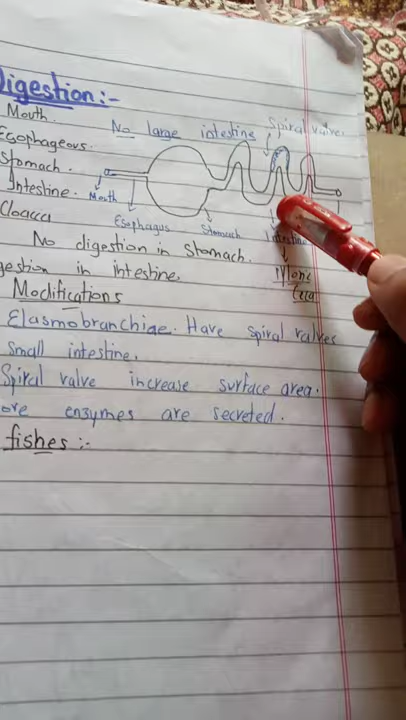 Digestion:-
Mouth.
Esophageous.
Stomach.
Intestine.
Cloaca
No large intestine
Spiral valve.
Mouth
Esophagus
Stomach
Intestine
No digestion in stomach.
gestion in intestine.
Modifications
Elasmobranchiae. Have spiral valves
small intestine.
Spiral valve increase surface area.
ore enzymes are secreted.
fishes :-